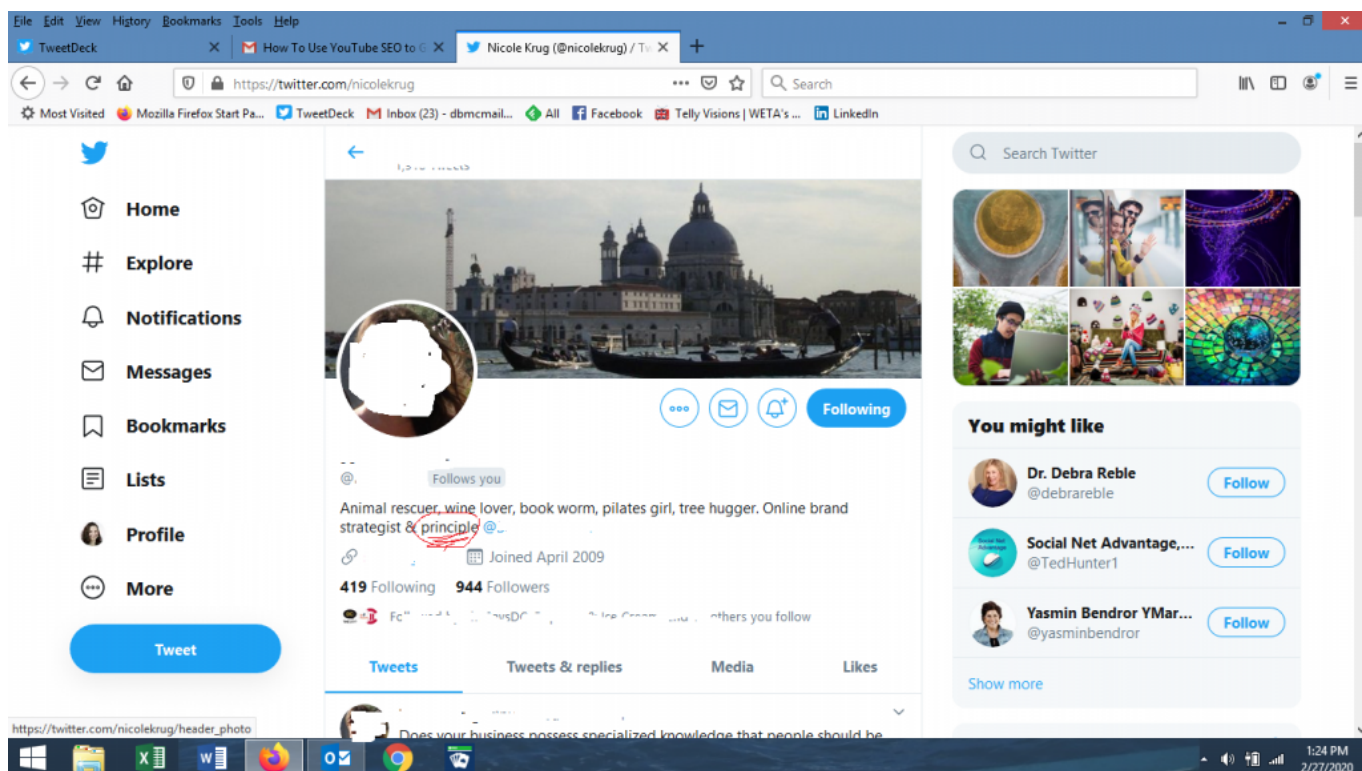 File Edit View History Bookmarks Tools Help
TweetDeck
How To Use YouTube SEO to G
Nicole Krug (@nicolekrug) / Tw
https://twitter.com/nicolekrug
Search
Most Visited Mozilla Firefox Start Pa... TweetDeck Inbox (23) - dbmcmail... All Facebook Telly Visions | WETA's ... LinkedIn
Home
Explore
Notifications
Messages
Bookmarks
Lists
Profile
More
Tweet
Following
@.
Follows you
Animal rescuer, wine lover, book worm, pilates girl, tree hugger. Online brand
strategist & principle @
Joined April 2009
419 Following 944 Followers
others you follow
Tweets Tweets & replies Media Likes
Does your business possess specialized knowledge that people should be
Search Twitter
You might like
Dr. Debra Reble
@debrareble
Follow
Social Net Advantage,...
@TedHunter1
Follow
Yasmin Bendror YMar...
@yasminbendror
Follow
Show more
https://twitter.com/nicolekrug/header_photo
1:24 PM
2/27/2020